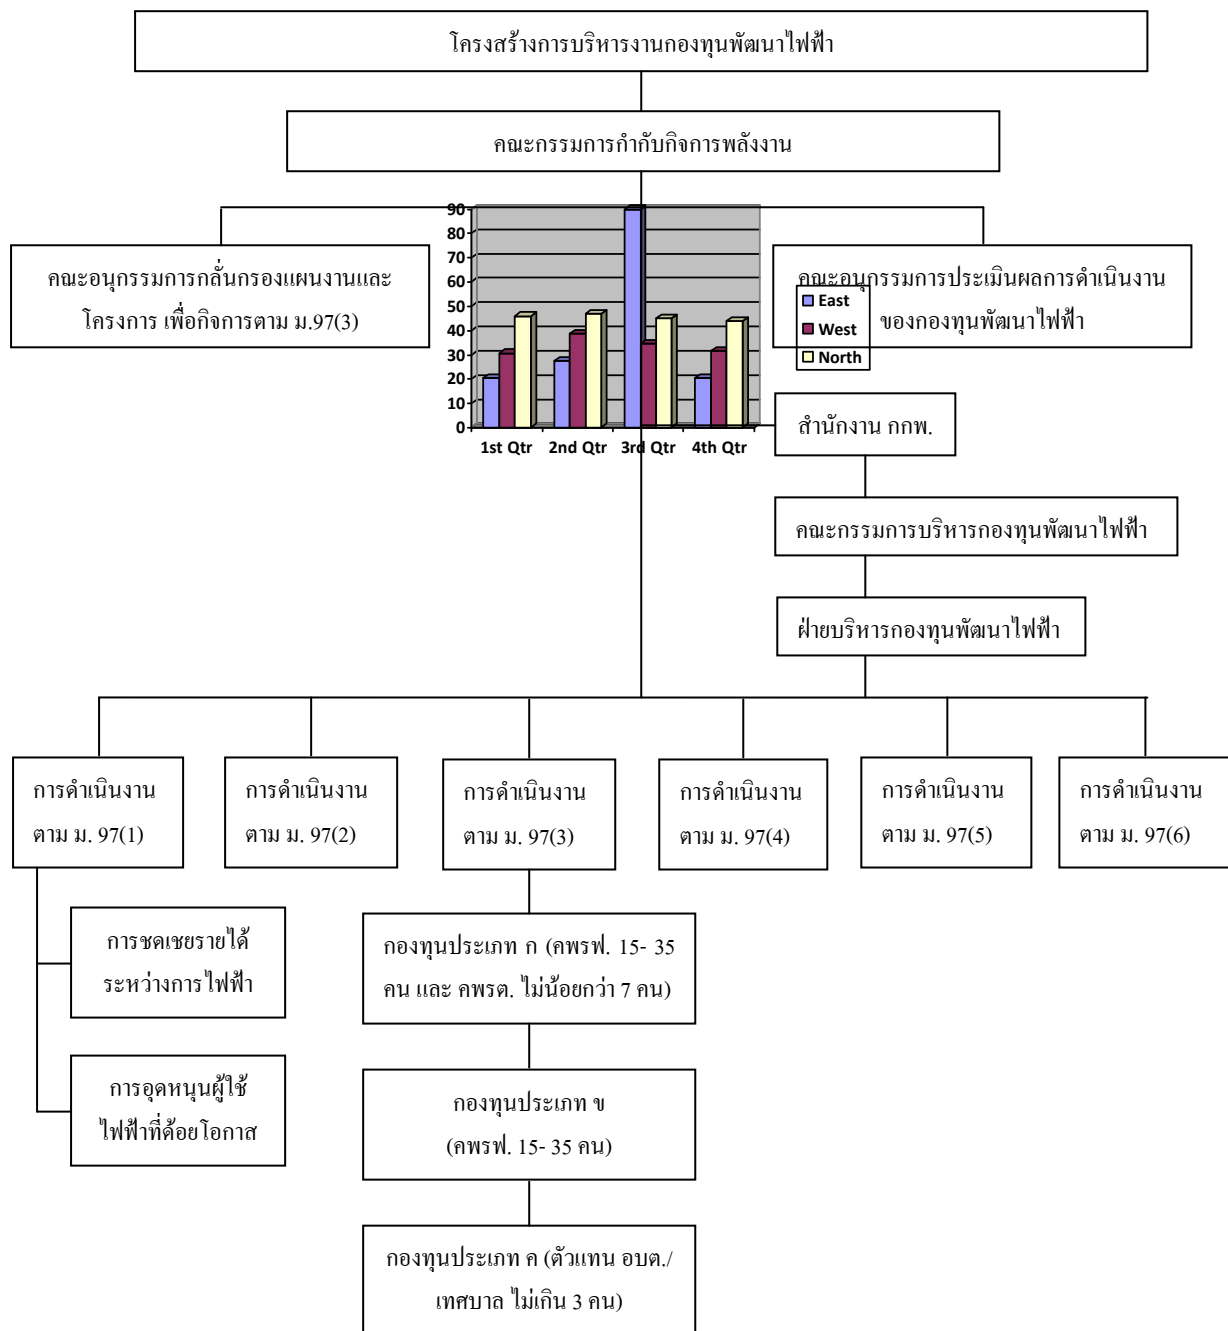 โครงสร้างการบริหารงานกองทุนพัฒนาไฟฟ้า
คณะกรรมการกำกับกิจการพลังงาน
คณะอนุกรรมการกลั่นกรองแผนงานและ
โครงการ เพื่อกิจการตาม ม.97(3)
90
80
70
60
50
40
30
20
10
0
1st Qtr 2nd Qtr 3rd Qtr 4th Qtr
East
West
North
คณะอนุกรรมการประเมินผลการดำเนินงาน
ของกองทุนพัฒนาไฟฟ้า
สำนักงาน กกพ.
คณะกรรมการบริหารกองทุนพัฒนาไฟฟ้า
ฝ่ายบริหารกองทุนพัฒนาไฟฟ้า
การดำเนินงาน
ตาม ม. 97(1)
การดำเนินงาน
ตาม ม. 97(2)
การดำเนินงาน
ตาม ม. 97(3)
การดำเนินงาน
ตาม ม. 97(4)
การดำเนินงาน
ตาม ม. 97(5)
การดำเนินงาน
ตาม ม. 97(6)
การชดเชยรายได้
ระหว่างการไฟฟ้า
การอุดหนุนผู้ใช้
ไฟฟ้าที่ด้อยโอกาส
กองทุนประเภท ก (คพรฟ. 15- 35
คน และ คพรต. ไม่น้อยกว่า 7 คน)
กองทุนประเภท ข
(คพรฟ. 15- 35 คน)
กองทุนประเภท ค (ตัวแทน อบต./
เทศบาล ไม่เกิน 3 คน)